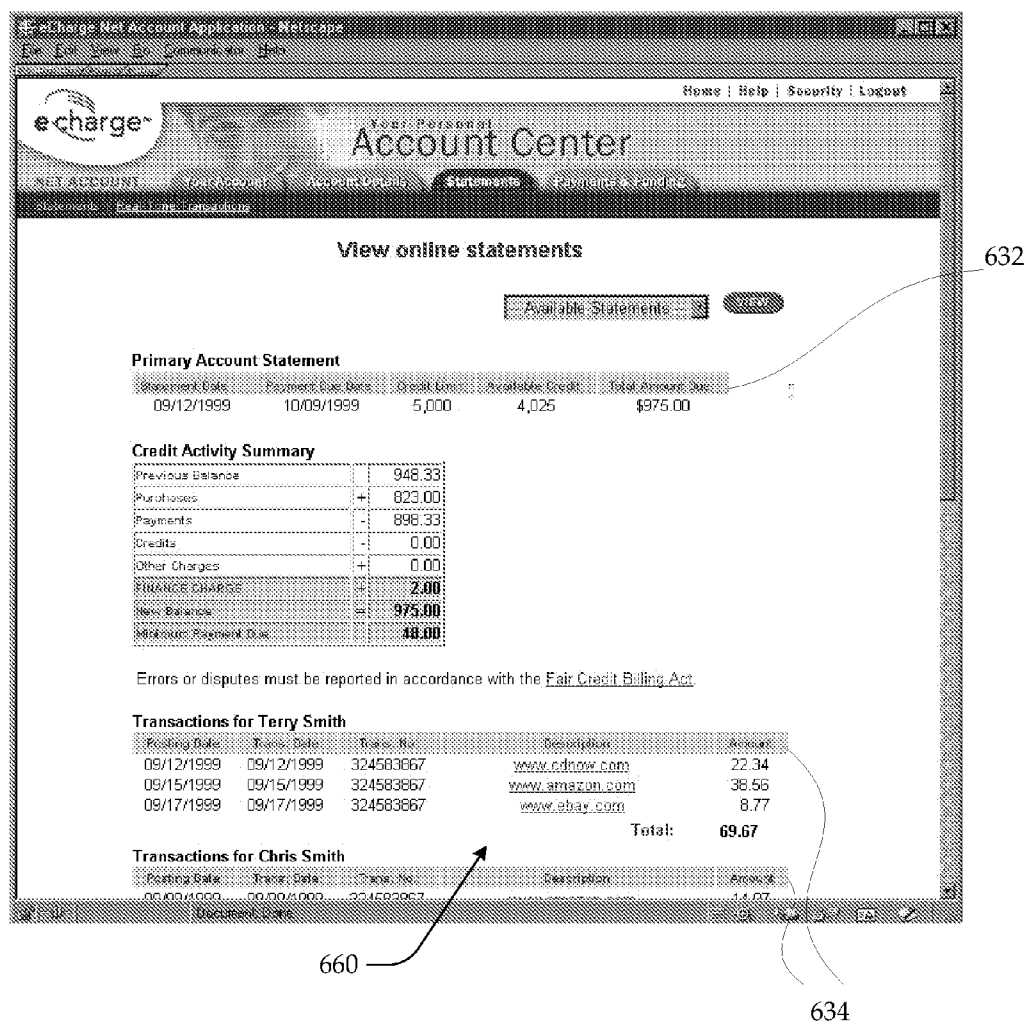 eCharge Net Account Application - Netscape
File Edit View Go Communicator Help
Home | Help | Security | Logout
e charge
Your Personal
Account Center
NET ACCOUNT Your Account Account Details Statements Payments & Funding
Statements | Real-Time Transactions
View online statements
632
-- Available Statements -- VIEW
Primary Account Statement
Statement Date Payment Due Date Credit Limit Available Credit Total Amount Due
09/12/1999 10/09/1999 5,000 4,025 $975.00
Credit Activity Summary
Previous Balance 948.33
Purchases + 823.00
Payments - 898.33
Credits - 0.00
Other Charges + 0.00
FINANCE CHARGE + 2.00
New Balance = 975.00
Minimum Payment Due 48.00
Errors or disputes must be reported in accordance with the Fair Credit Billing Act.
Transactions for Terry Smith
Posting Date Trans. Date Trans. No. Description Amount
09/12/1999 09/12/1999 324583867 www.cdnow.com 22.34
09/15/1999 09/15/1999 324583867 www.amazon.com 38.56
09/17/1999 09/17/1999 324583867 www.ebay.com 8.77
Total: 69.67
Transactions for Chris Smith
Posting Date Trans. Date Trans. No. Description Amount
324583867 www.amazon.com 14.97
Document: Done
660
634